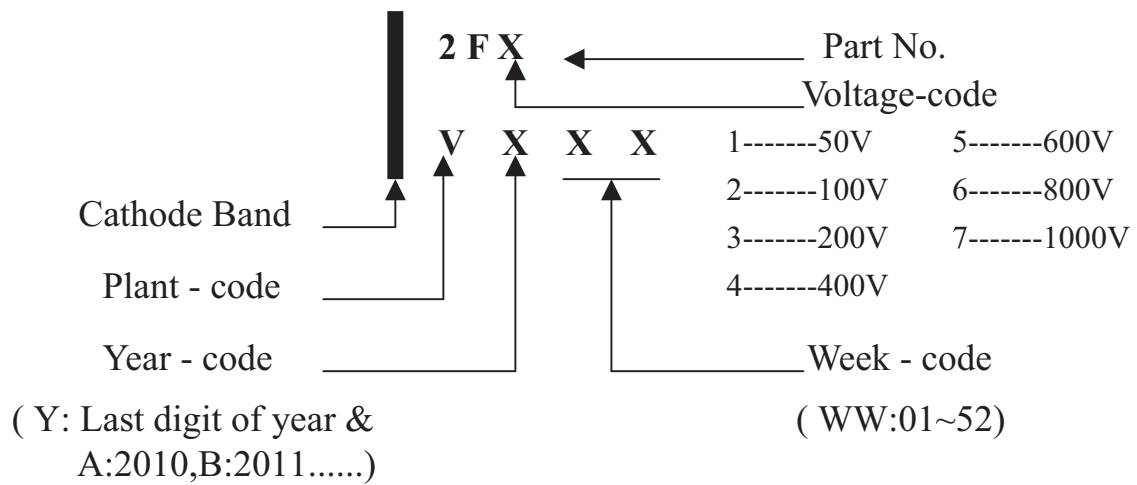 2 F X
Part No.
Voltage-code
V X X X
1-------50V 5-------600V
2-------100V 6-------800V
Cathode Band
3-------200V 7-------1000V
Plant - code
4-------400V
Year - code
Week - code
( Y: Last digit of year &
( WW:01~52)
A:2010,B:2011......)